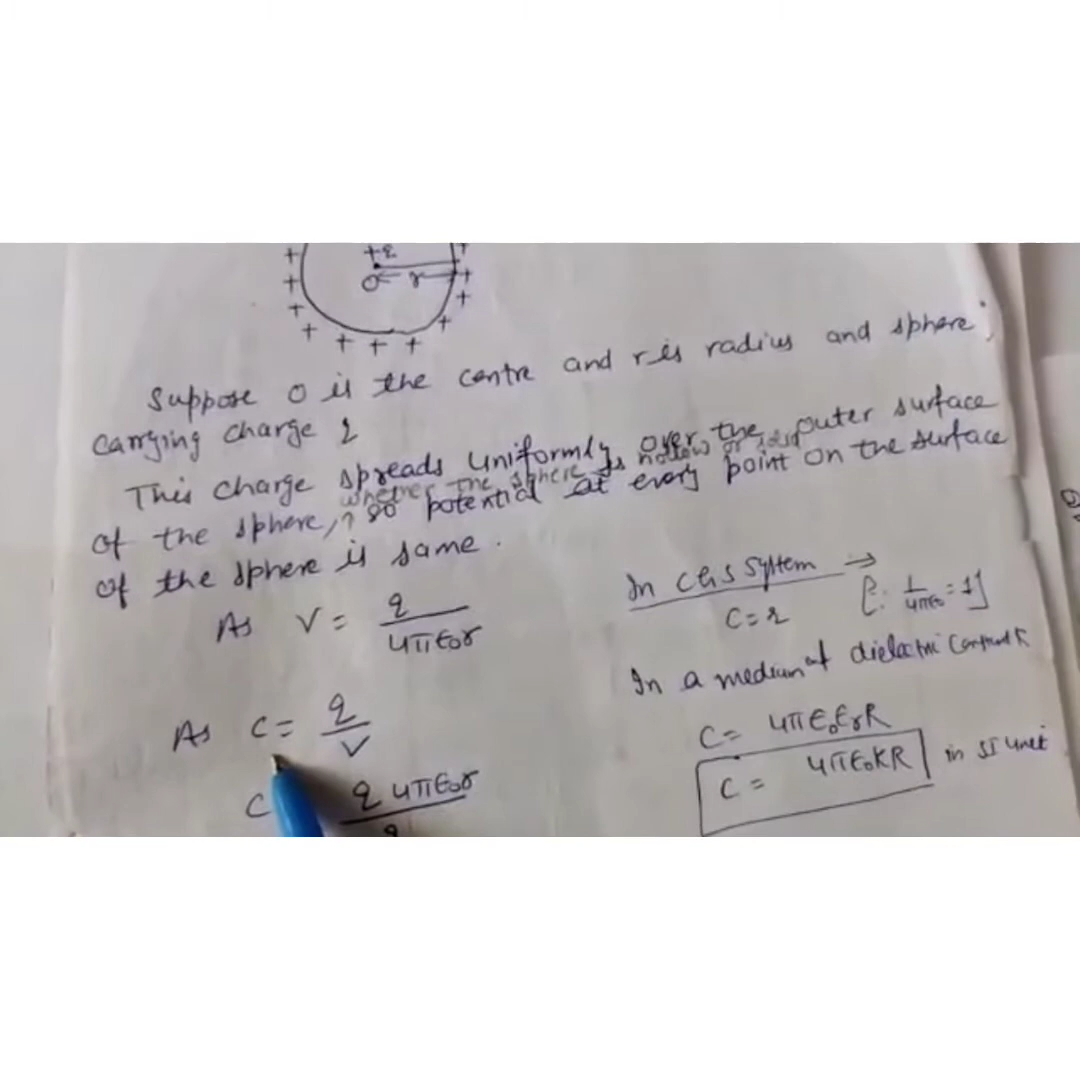 +q
O r
Suppose O is the centre and r is radius and sphere
carrying charge q
This charge spreads uniformly over the outer surface
whether the sphere is hollow or solid
of the sphere, so potential at every point on the surface
of the sphere is same.
As V = q / 4πϵ₀r
As C = q / V
C q 4πϵ₀r
In CGS System →
C = r [∵ 1 / 4πϵ₀ = 1]
In a medium of dielectric constant K
C = 4πϵ₀ϵrR
C = 4πϵ₀KR in SI unit